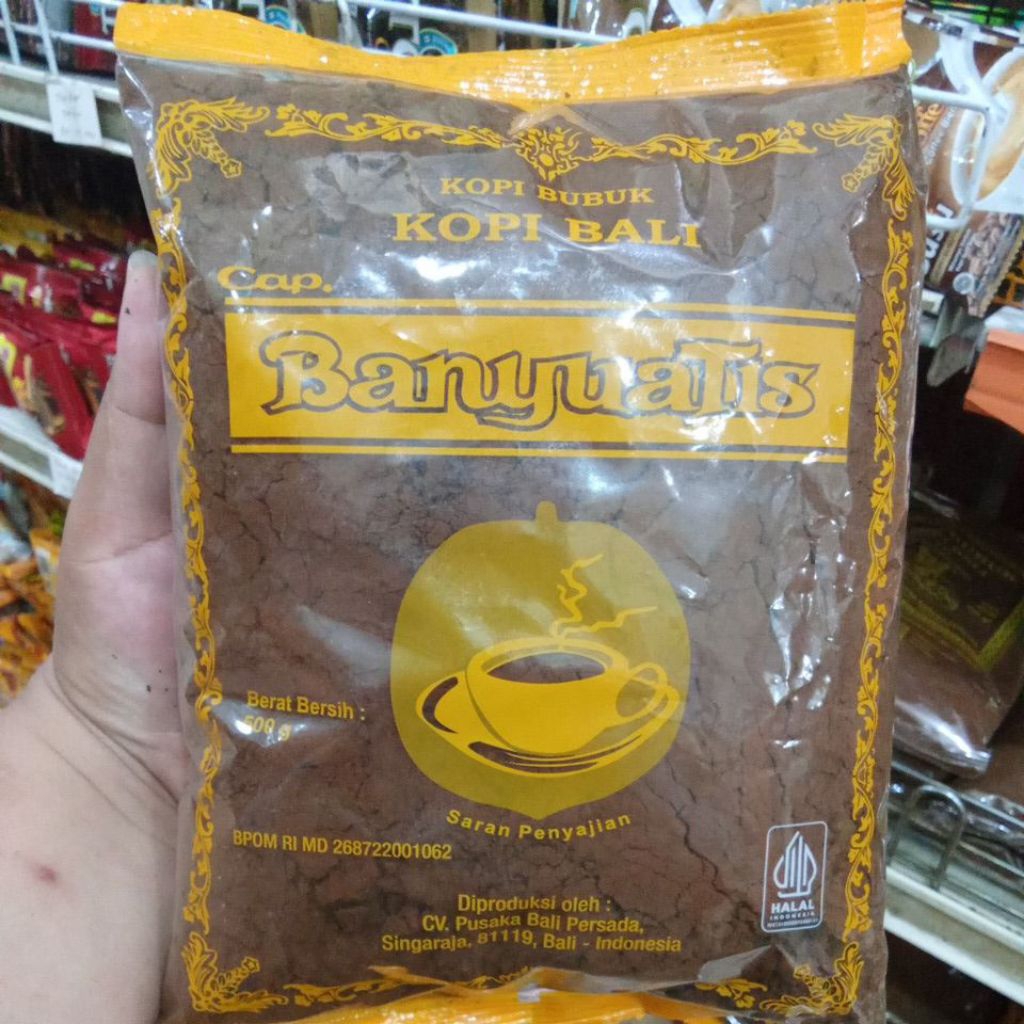 KOPI BUBUK
KOPI BALI
Cap.
Banyuatis
Berat Bersih :
500 g
Saran Penyajian
BPOM RI MD 268722001062
Diproduksi oleh :
CV. Pusaka Bali Persada,
Singaraja, 81119, Bali - Indonesia
HALAL
INDONESIA